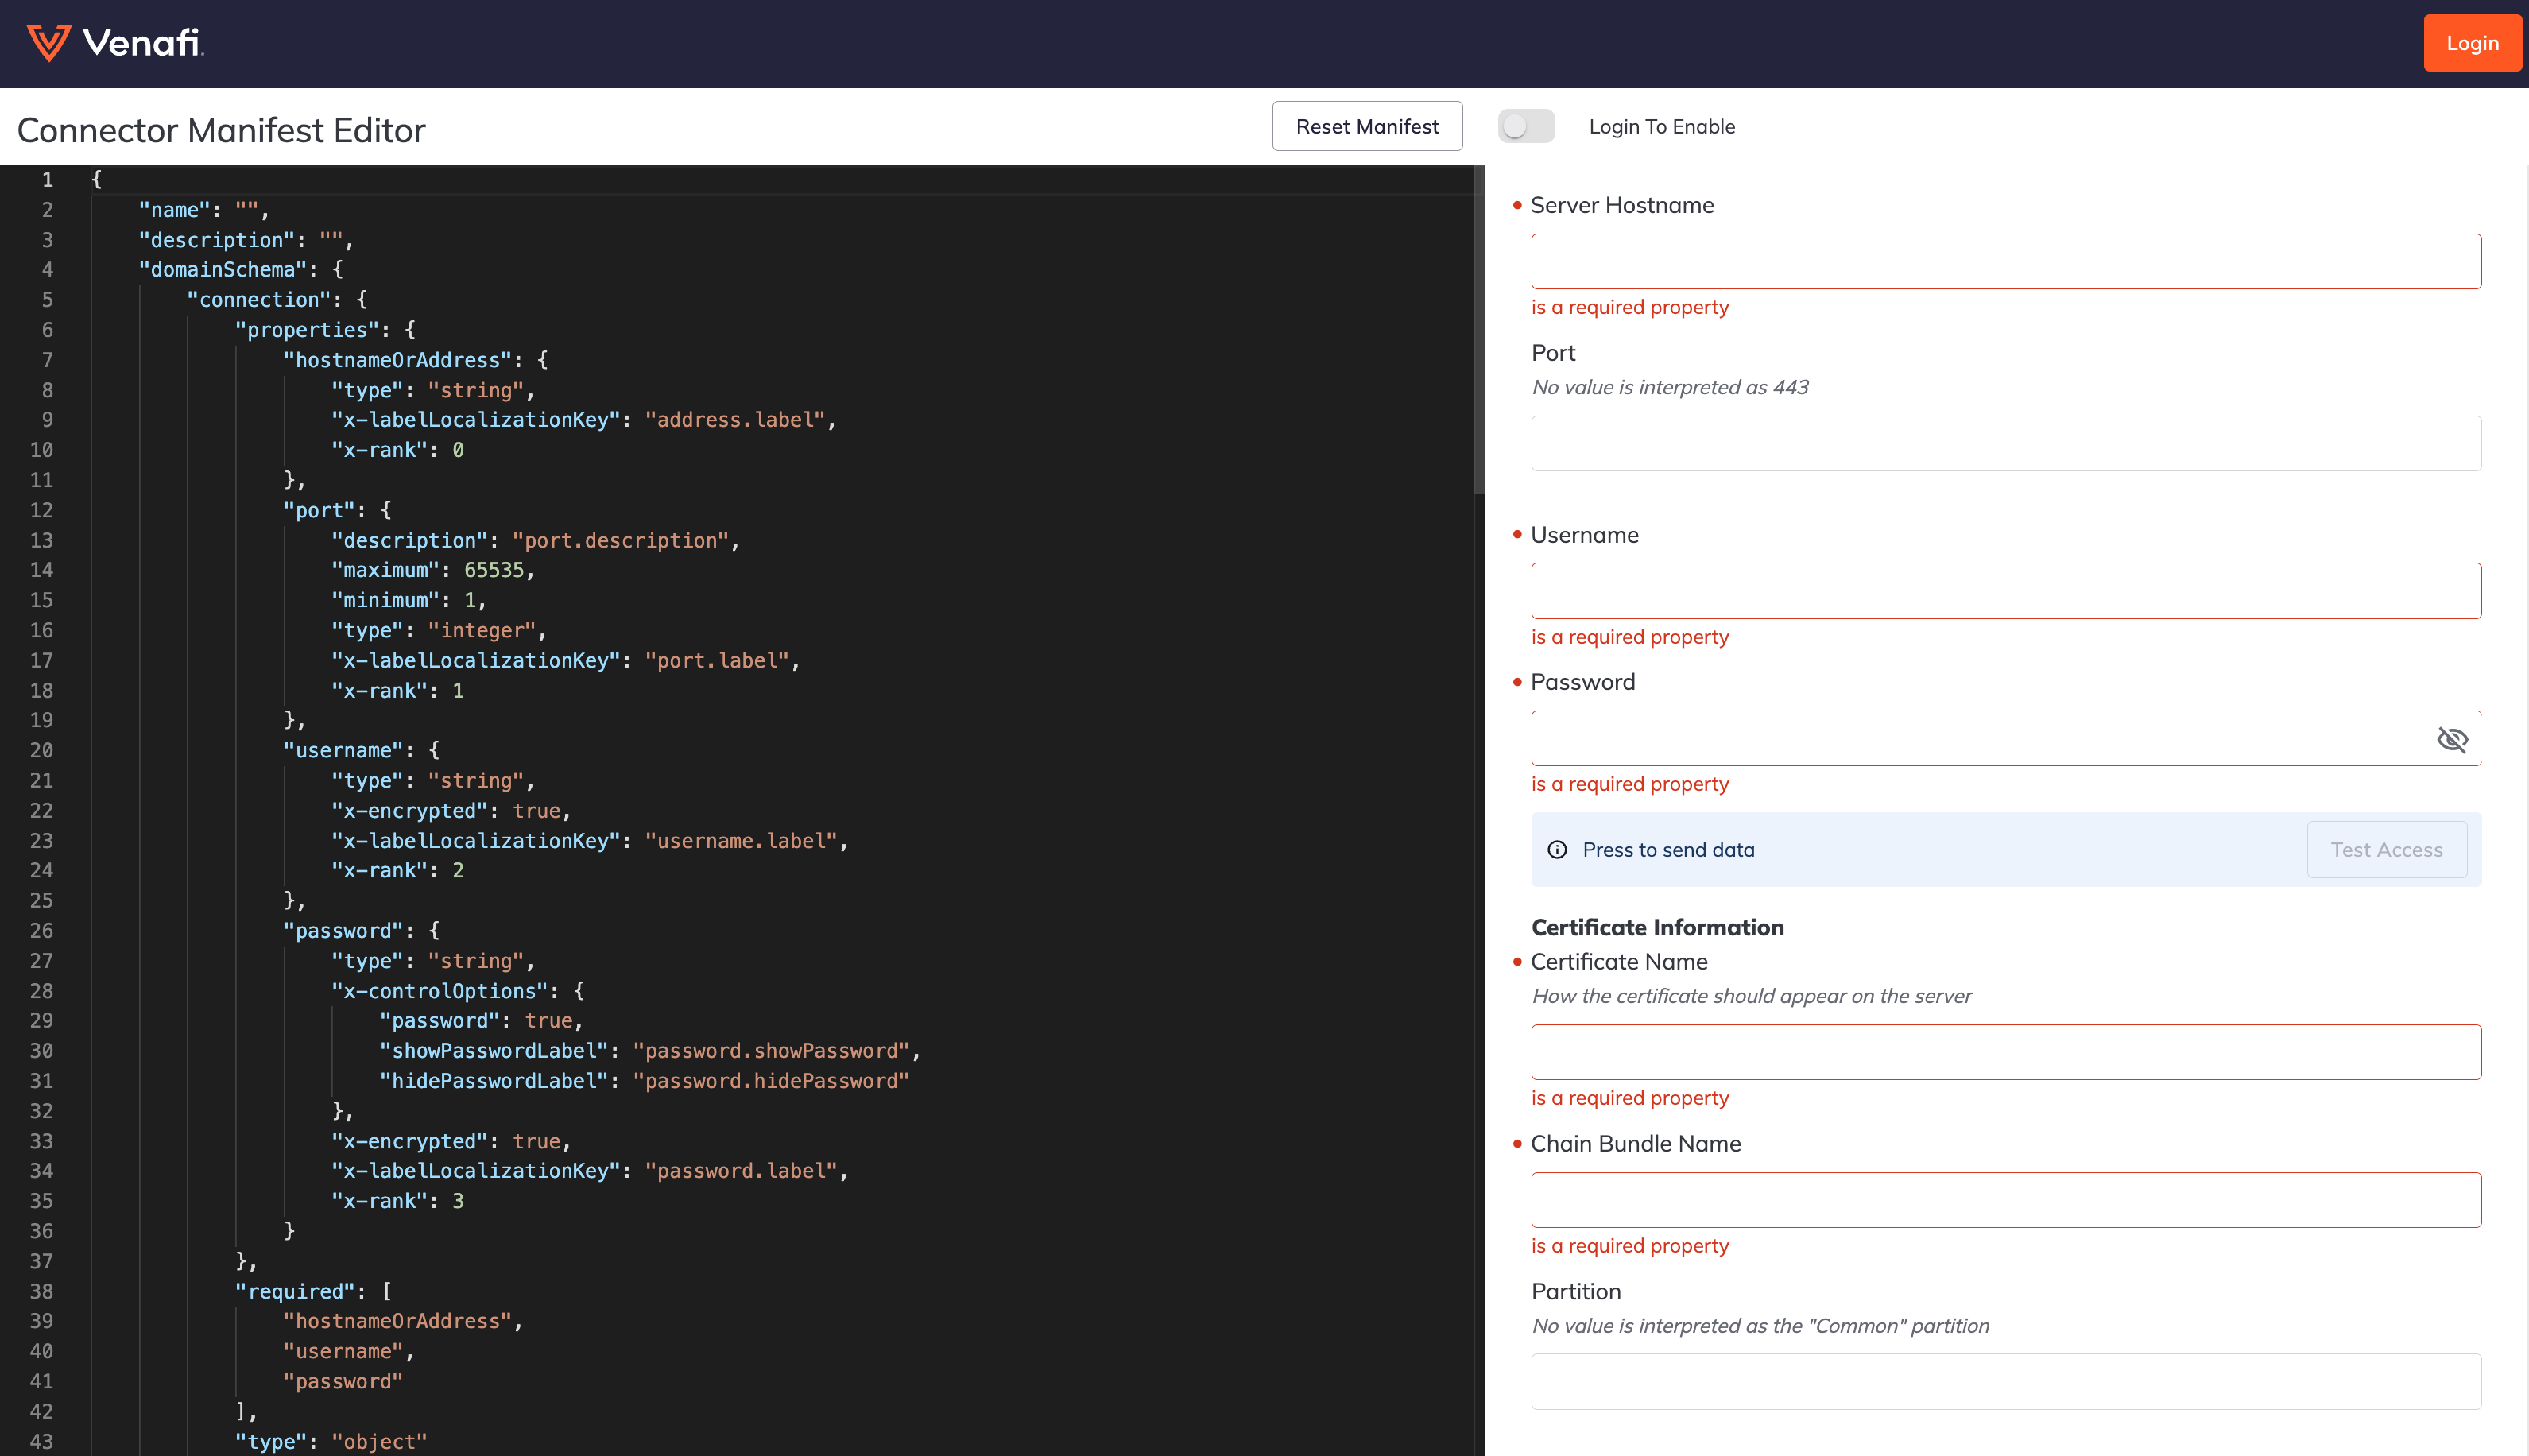 Venafi
Login
Connector Manifest Editor
Reset Manifest
Login To Enable
1 {
2 "name": "",
3 "description": "",
4 "domainSchema": {
5 "connection": {
6 "properties": {
7 "hostnameOrAddress": {
8 "type": "string",
9 "x-labelLocalizationKey": "address.label",
10 "x-rank": 0
11 },
12 "port": {
13 "description": "port.description",
14 "maximum": 65535,
15 "minimum": 1,
16 "type": "integer",
17 "x-labelLocalizationKey": "port.label",
18 "x-rank": 1
19 },
20 "username": {
21 "type": "string",
22 "x-encrypted": true,
23 "x-labelLocalizationKey": "username.label",
24 "x-rank": 2
25 },
26 "password": {
27 "type": "string",
28 "x-controlOptions": {
29 "password": true,
30 "showPasswordLabel": "password.showPassword",
31 "hidePasswordLabel": "password.hidePassword"
32 },
33 "x-encrypted": true,
34 "x-labelLocalizationKey": "password.label",
35 "x-rank": 3
36 }
37 },
38 "required": [
39 "hostnameOrAddress",
40 "username",
41 "password"
42 ],
43 "type": "object"
Server Hostname
is a required property
Port
No value is interpreted as 443
Username
is a required property
Password
is a required property
Press to send data
Test Access
Certificate Information
Certificate Name
How the certificate should appear on the server
is a required property
Chain Bundle Name
is a required property
Partition
No value is interpreted as the "Common" partition